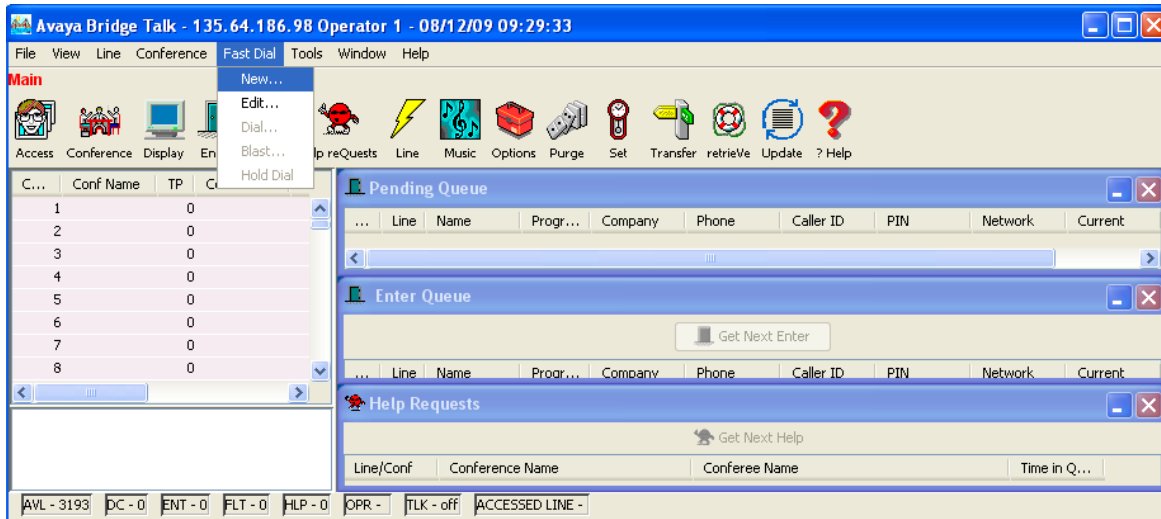 Avaya Bridge Talk - 135.64.186.98 Operator 1 - 08/12/09 09:29:33
File View Line Conference Fast Dial Tools Window Help
Main
New...
Edit...
Dial...
Blast...
Hold Dial
Access Conference Display En lp reQuests Line Music Options Purge Set Transfer retrieVe Update ? Help
C... Conf Name TP C
1 0
2 0
3 0
4 0
5 0
6 0
7 0
8 0
Pending Queue
... Line Name Progr... Company Phone Caller ID PIN Network Current
Enter Queue
Get Next Enter
... Line Name Progr... Company Phone Caller ID PIN Network Current
Help Requests
Get Next Help
Line/Conf Conference Name Conferee Name Time in Q...
AVL - 3193 DC - 0 ENT - 0 FLT - 0 HLP - 0 OPR - TLK - off ACCESSED LINE -